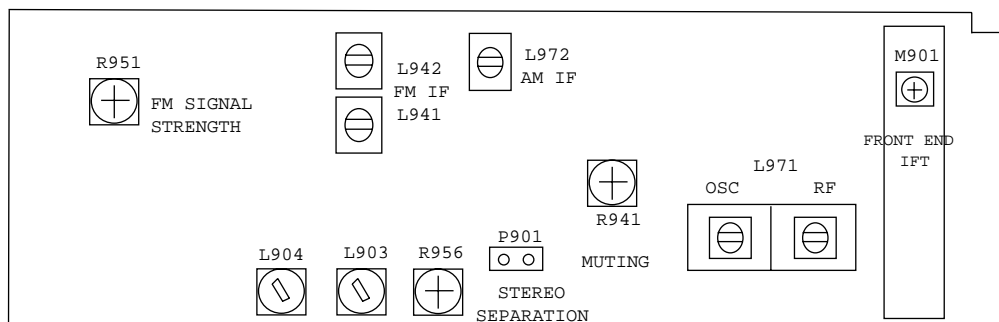 R951
FM SIGNAL
STRENGTH
L942
FM IF
L941
L972
AM IF
M901
FRONT END
IFT
L971
OSC
RF
R941
MUTING
L904
L903
R956
P901
STEREO
SEPARATION